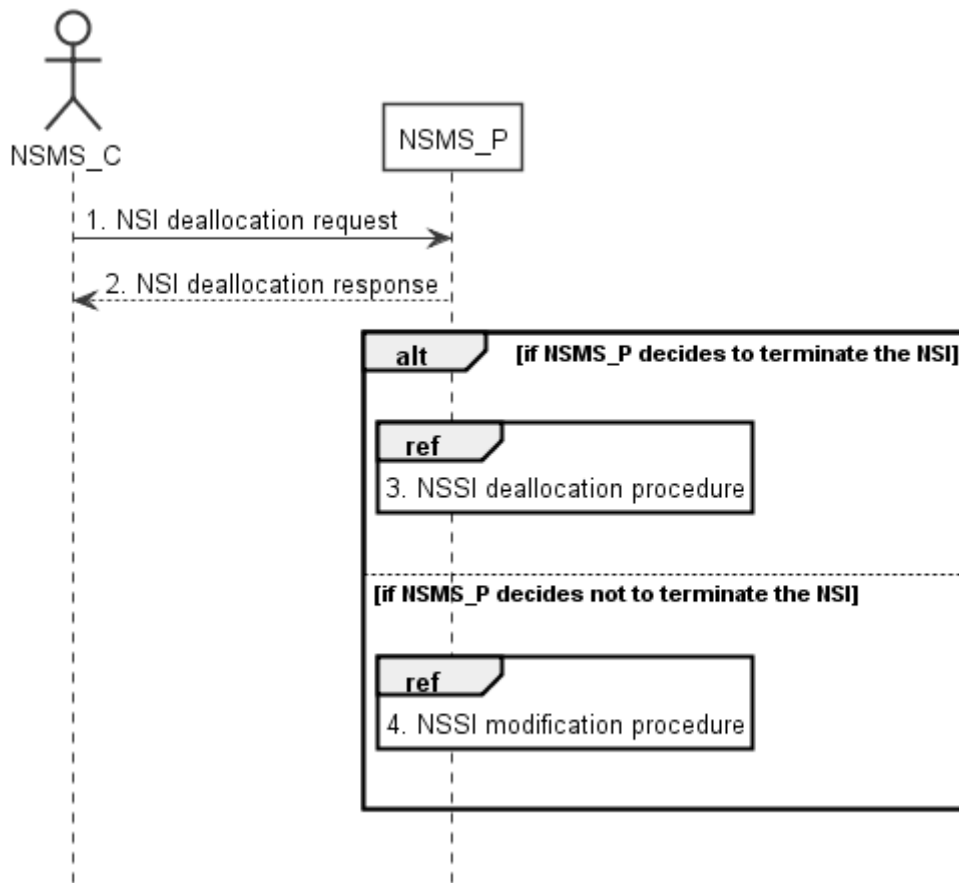 NSMS_C
NSMS_P
1. NSI deallocation request
2. NSI deallocation response
alt [if NSMS_P decides to terminate the NSI]
ref
3. NSSI deallocation procedure
[if NSMS_P decides not to terminate the NSI]
ref
4. NSSI modification procedure